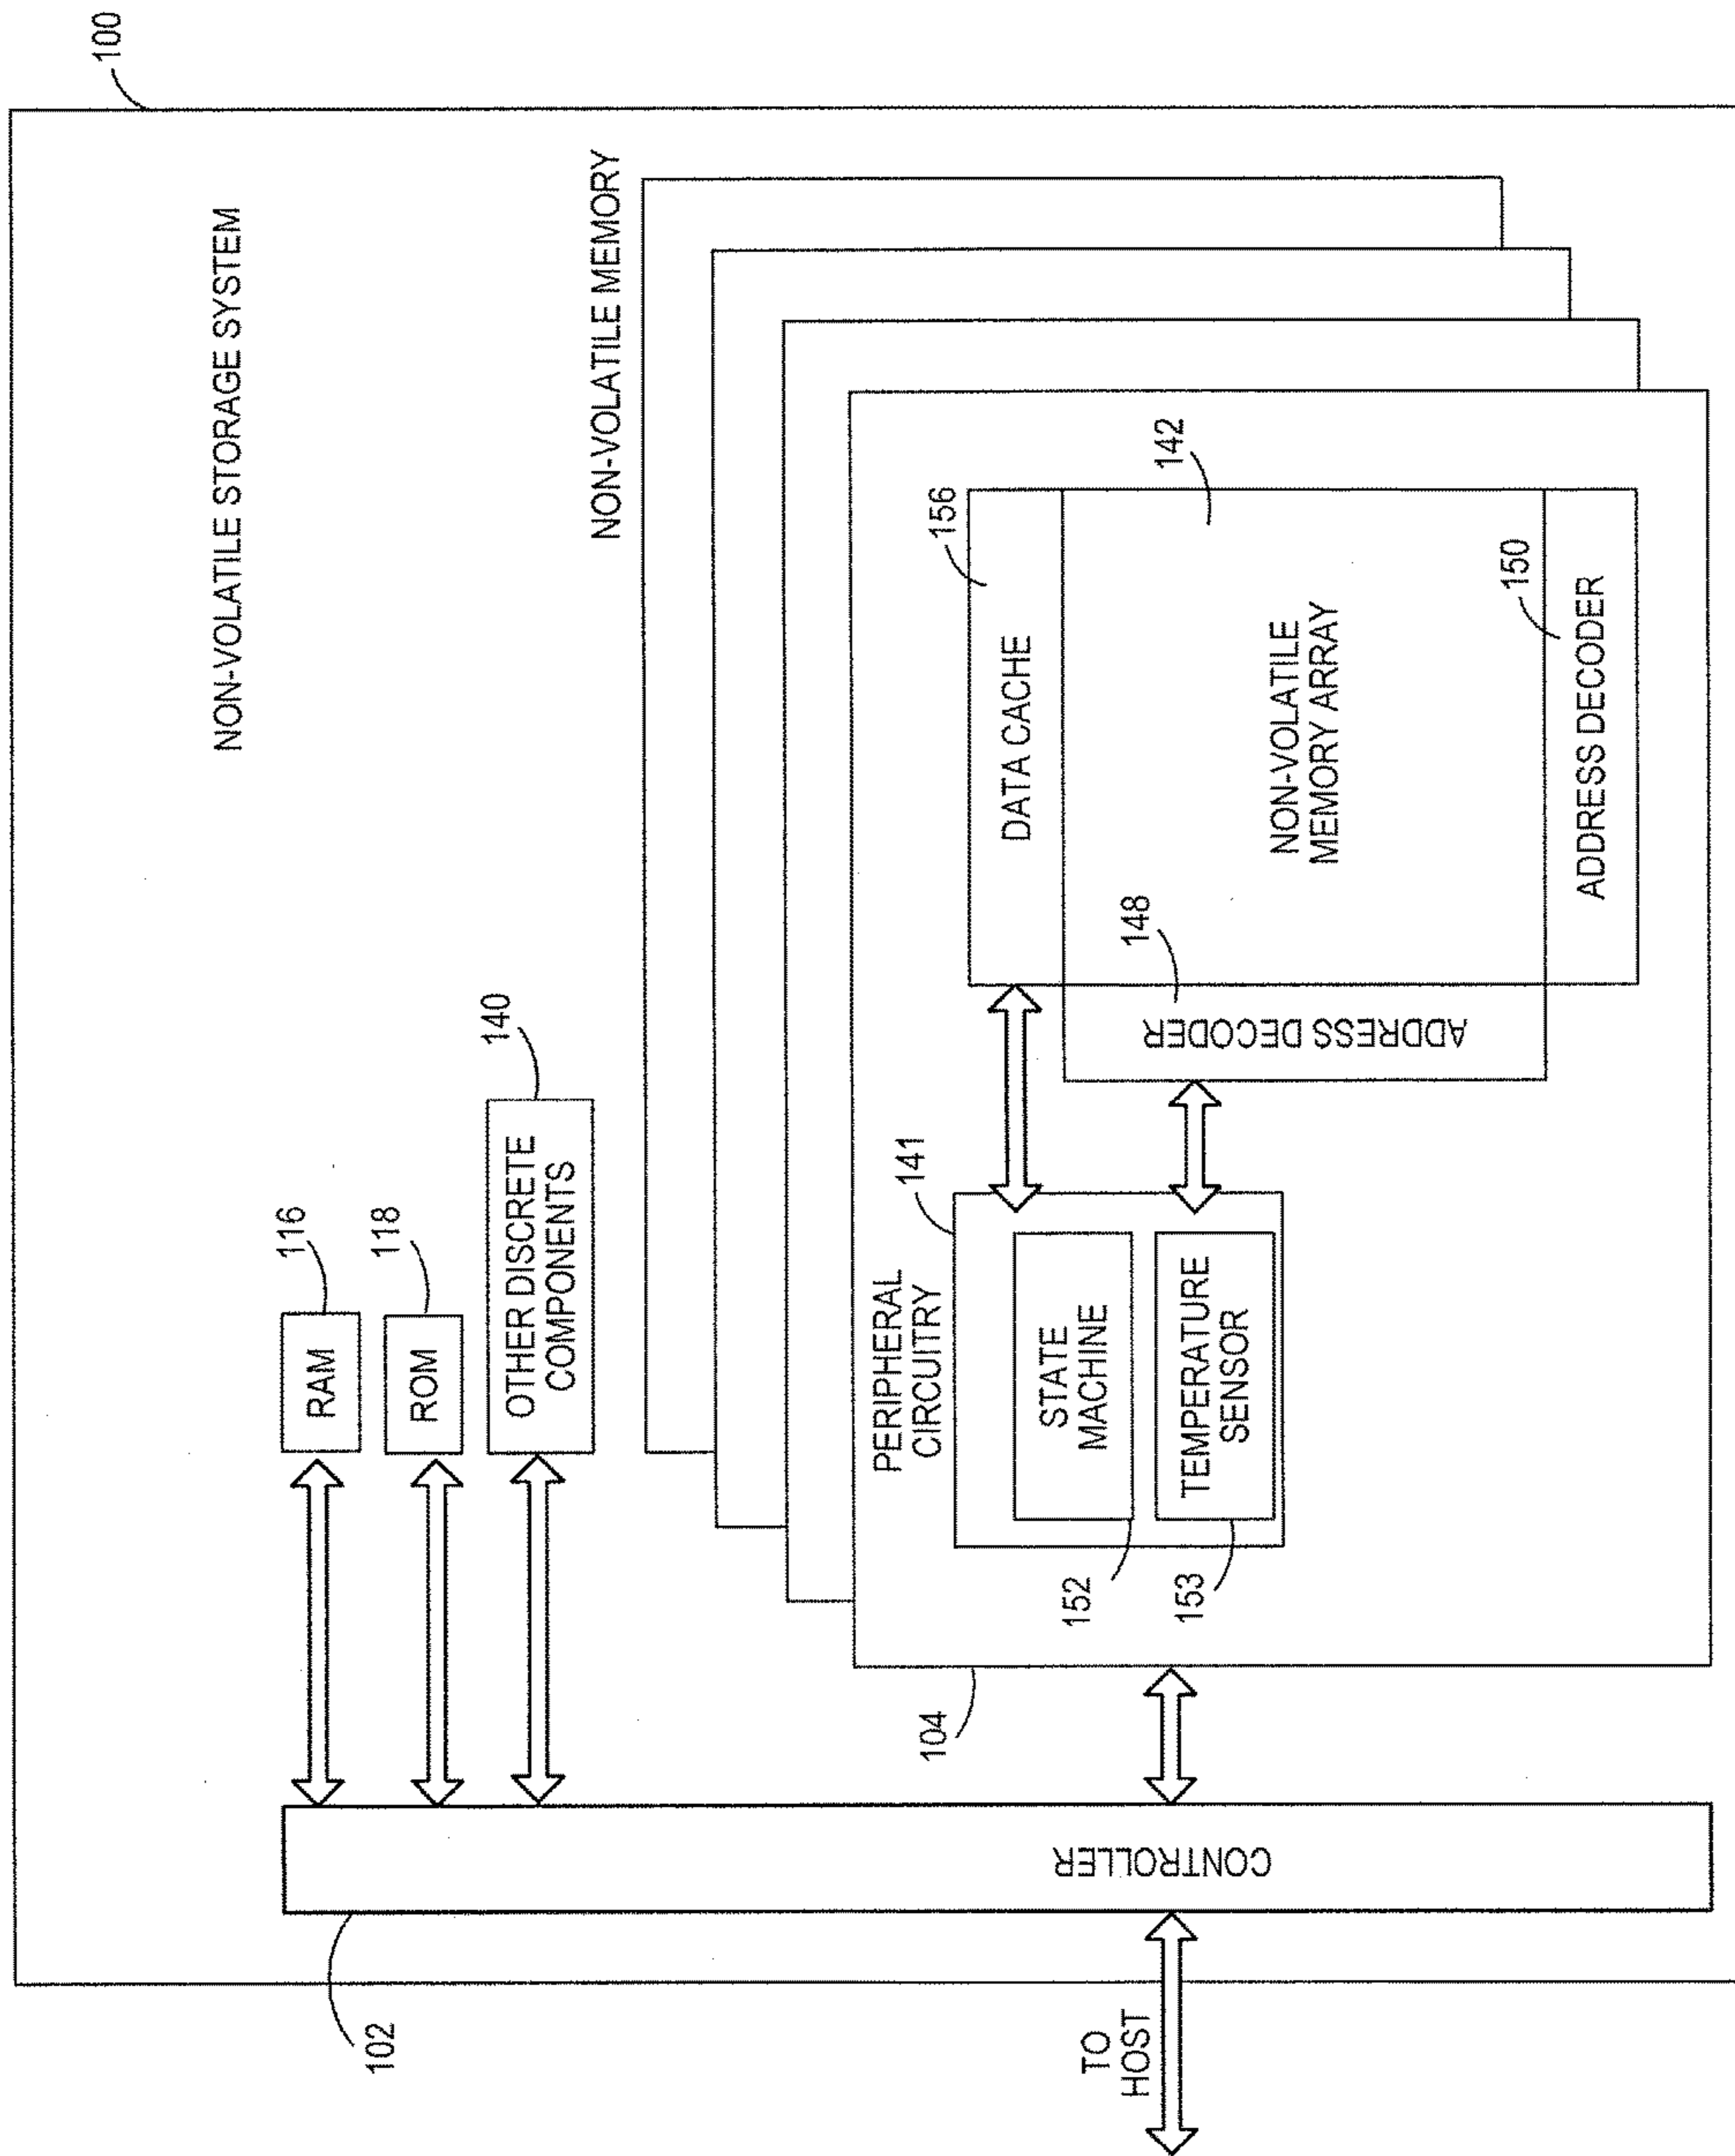 100
NON-VOLATILE STORAGE SYSTEM
116
RAM
118
ROM
140
OTHER DISCRETE
COMPONENTS
NON-VOLATILE MEMORY
102
CONTROLLER
TO
HOST
104
PERIPHERAL
CIRCUITRY
141
STATE
MACHINE
152
TEMPERATURE
SENSOR
153
156
DATA CACHE
142
NON-VOLATILE
MEMORY ARRAY
148
ADDRESS DECODER
150
ADDRESS DECODER